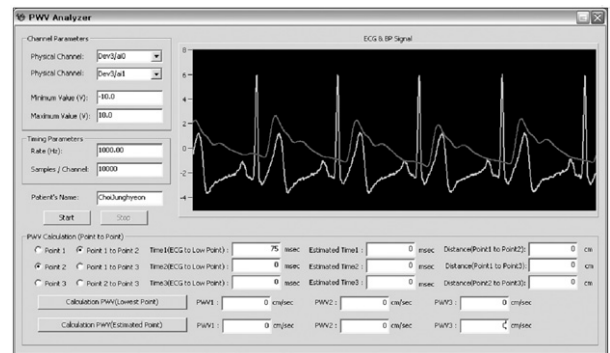 PWV Analyzer
Channel Parameters
Physical Channel: Dev3/ai0
Physical Channel: Dev3/ai1
Minimum Value (V): -10.0
Maximum Value (V): 10.0
Timing Parameters
Rate (Hz): 1000.00
Samples / Channel: 10000
Patient's Name: ChoiJunghyeon
Start Stop
ECG & BP Signal
8
4
2
0
-2
-4
PWV Calculation (Point to Point)
Point 1 Point 1 to Point 2 Time1(ECG to Low Point) : 75 msec Estimated Time1 : 0 msec Distance(Point1 to Point2): 0 cm
Point 2 Point 1 to Point 3 Time2(ECG to Low Point) : 0 msec Estimated Time2 : 0 msec Distance(Point1 to Point3): 0 cm
Point 3 Point 2 to Point 3 Time3(ECG to Low Point) : 0 msec Estimated Time3 : 0 msec Distance(Point2 to Point3): 0 cm
Calculation PWV(Lowest Point) PWV1 : 0 cm/sec PWV2 : 0 cm/sec PWV3 : 0 cm/sec
Calculation PWV(Estimated Point) PWV1 : 0 cm/sec PWV2 : 0 cm/sec PWV3 : 0 cm/sec